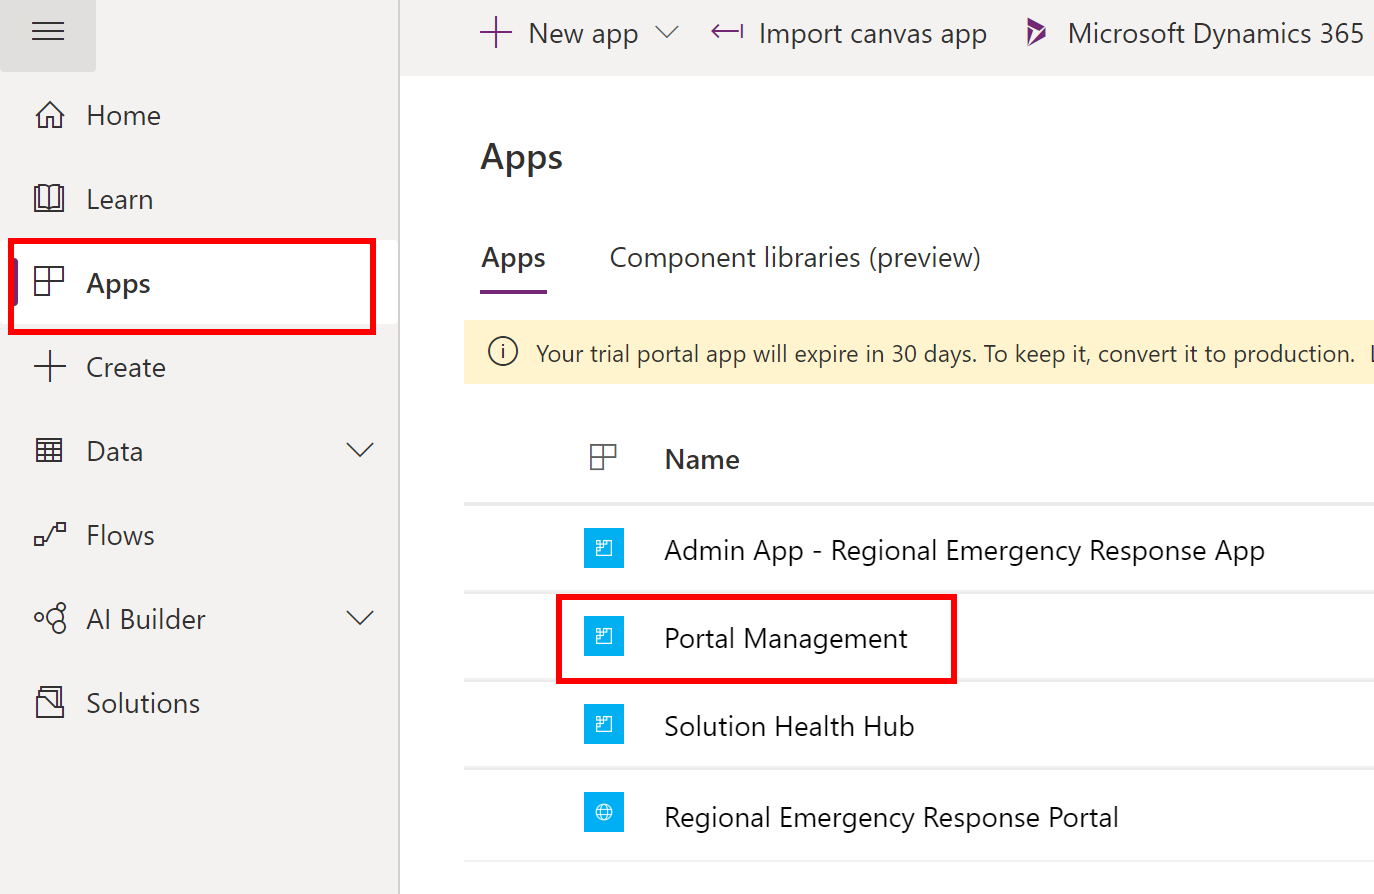 New app
Import canvas app
Microsoft Dynamics 365
Home
Learn
Apps
Create
Data
Flows
AI Builder
Solutions
Apps
Apps
Component libraries (preview)
Your trial portal app will expire in 30 days. To keep it, convert it to production.
Name
Admin App - Regional Emergency Response App
Portal Management
Solution Health Hub
Regional Emergency Response Portal